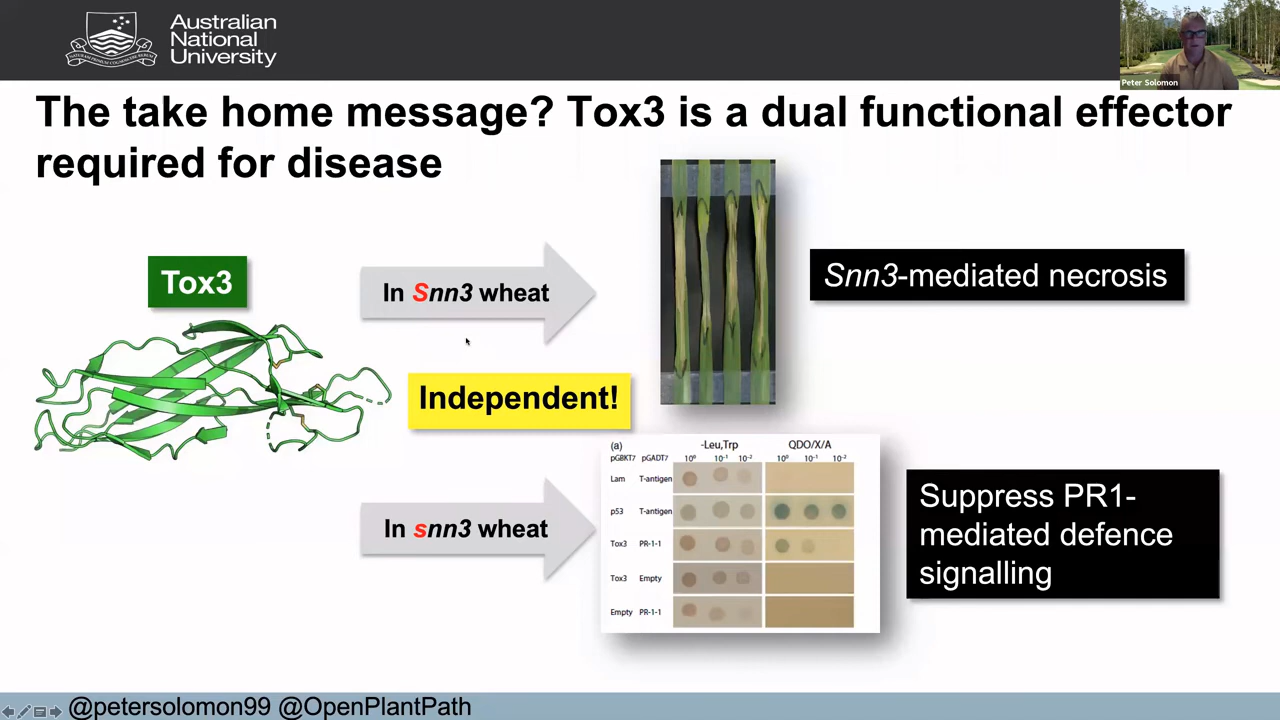 Australian
National
University
Peter Solomon
The take home message? Tox3 is a dual functional effector
required for disease
Tox3
In Snn3 wheat
Snn3-mediated necrosis
Independent!
(a)
-Leu,Trp QDO/X/A
pGBKT7 pGADT7 10⁰ 10⁻¹ 10⁻² 10⁰ 10⁻¹ 10⁻²
Lam T-antigen
p53 T-antigen
Tox3 PR-1-1
Tox3 Empty
Empty PR-1-1
In snn3 wheat
Suppress PR1-
mediated defence
signalling
@petersolomon99 @OpenPlantPath